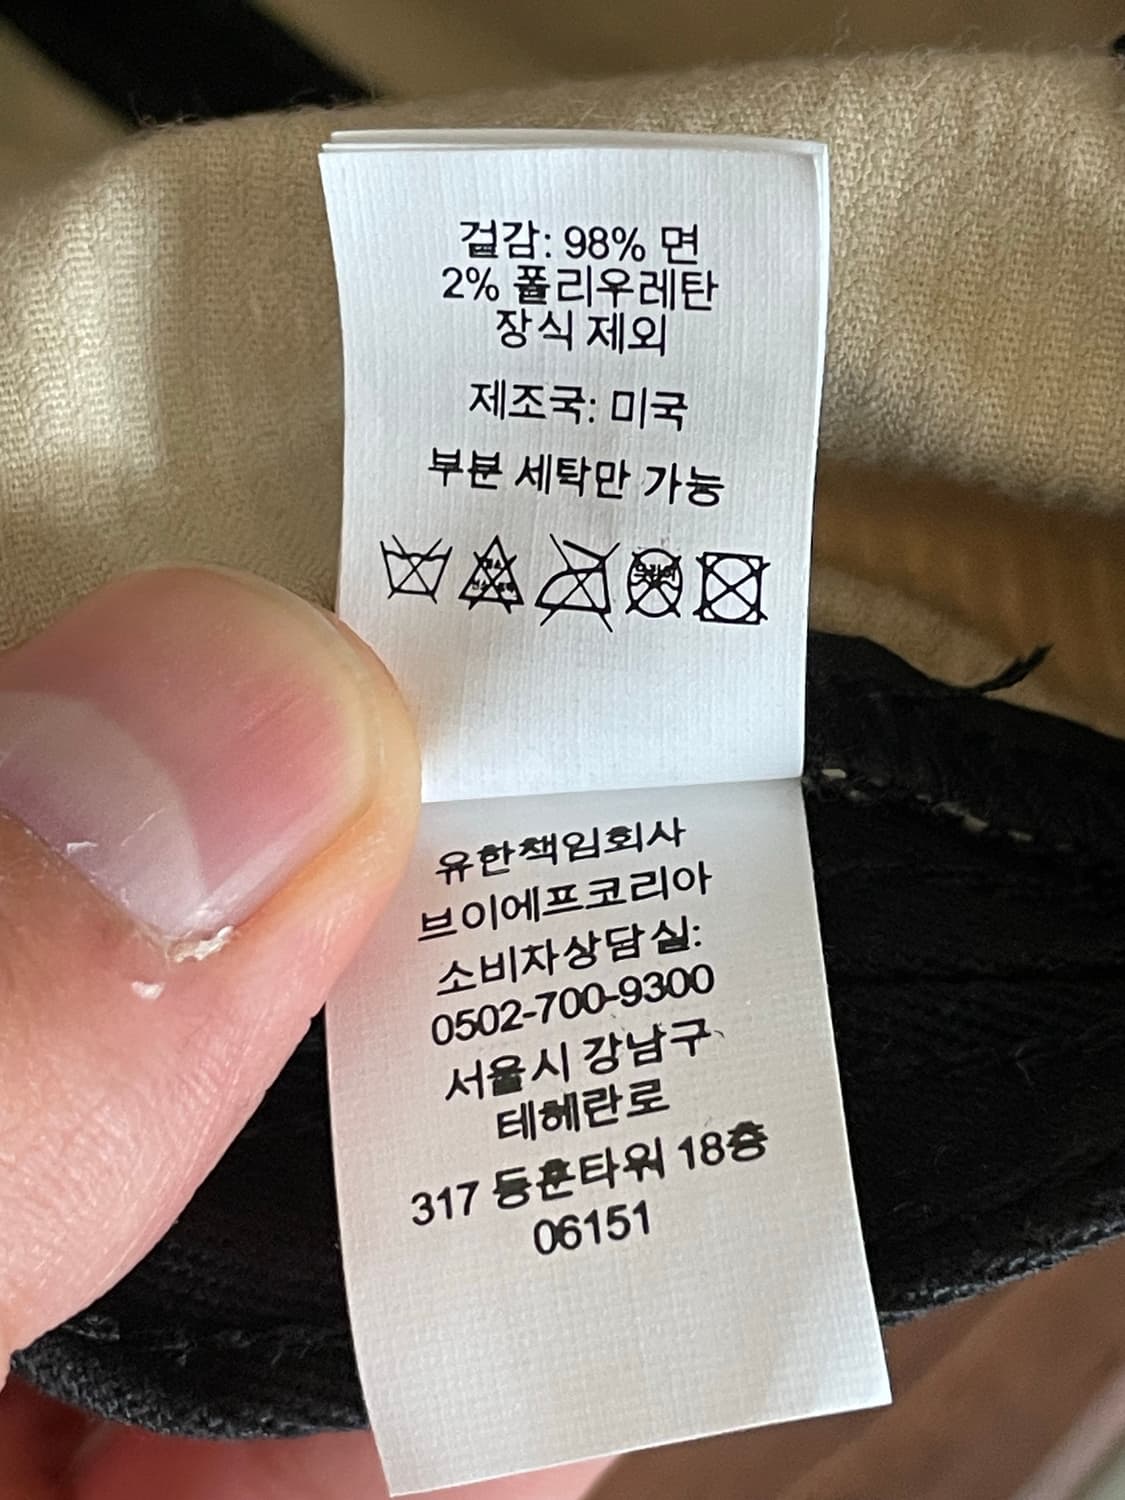 겉감: 98% 면
2% 폴리우레탄
장식 제외
제조국: 미국
부분 세탁만 가능
유한책임회사
브이에프코리아
소비자상담실:
0502-700-9300
서울시 강남구
테헤란로
317 동훈타워 18층
06151